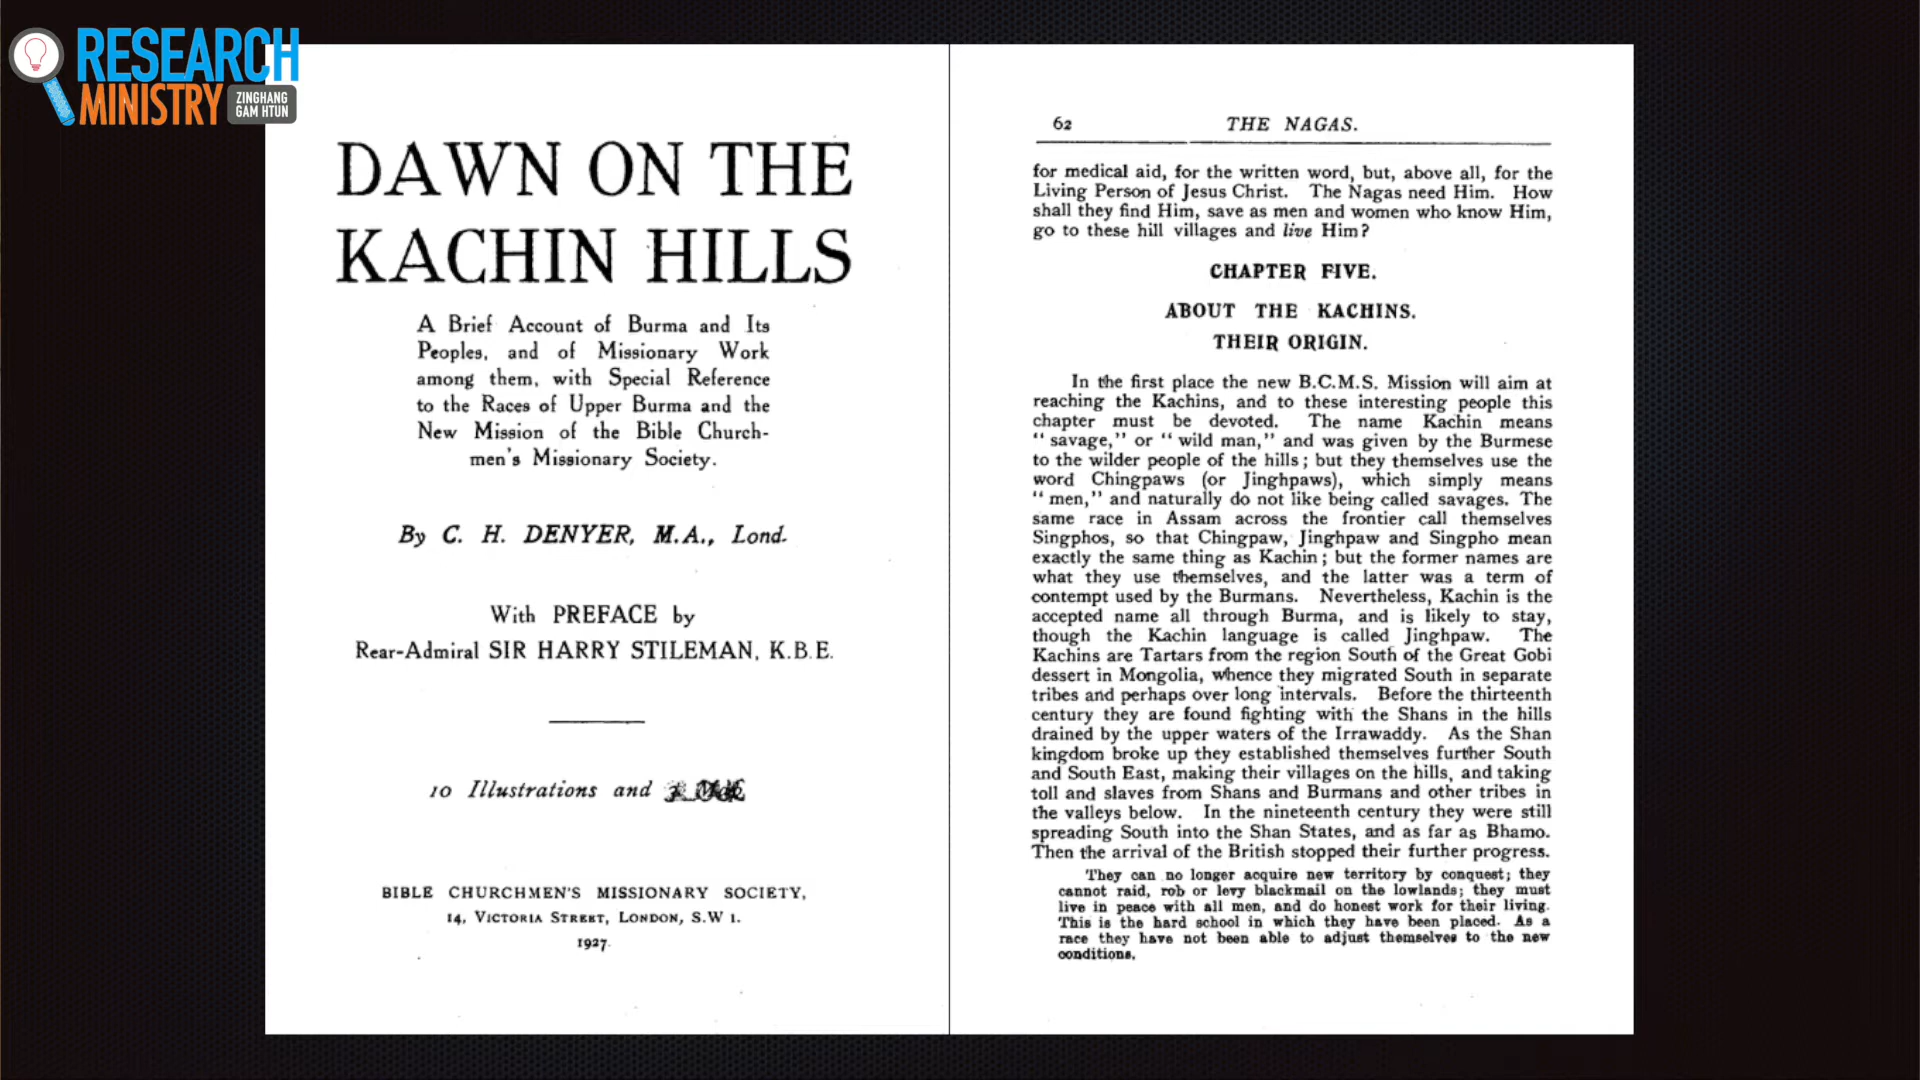 RESEARCH
MINISTRY
ZINGHANG
GAM HTUN
DAWN ON THE
KACHIN HILLS
A Brief Account of Burma and Its
Peoples, and of Missionary Work
among them, with Special Reference
to the Races of Upper Burma and the
New Mission of the Bible Church-
men's Missionary Society.
By C. H. DENYER, M.A., Lond.
With PREFACE by
Rear-Admiral SIR HARRY STILEMAN, K.B.E.
10 Illustrations and
BIBLE CHURCHMEN'S MISSIONARY SOCIETY,
14, VICTORIA STREET, LONDON, S.W 1.
1927.
62 THE NAGAS.
for medical aid, for the written word, but, above all, for the
Living Person of Jesus Christ. The Nagas need Him. How
shall they find Him, save as men and women who know Him,
go to these hill villages and live Him?
CHAPTER FIVE.
ABOUT THE KACHINS.
THEIR ORIGIN.
In the first place the new B.C.M.S. Mission will aim at
reaching the Kachins, and to these interesting people this
chapter must be devoted. The name Kachin means
" savage," or " wild man," and was given by the Burmese
to the wilder people of the hills; but they themselves use the
word Chingpaws (or Jinghpaws), which simply means
" men," and naturally do not like being called savages. The
same race in Assam across the frontier call themselves
Singphos, so that Chingpaw, Jinghpaw and Singpho mean
exactly the same thing as Kachin; but the former names are
what they use themselves, and the latter was a term of
contempt used by the Burmans. Nevertheless, Kachin is the
accepted name all through Burma, and is likely to stay,
though the Kachin language is called Jinghpaw. The
Kachins are Tartars from the region South of the Great Gobi
dessert in Mongolia, whence they migrated South in separate
tribes and perhaps over long intervals. Before the thirteenth
century they are found fighting with the Shans in the hills
drained by the upper waters of the Irrawaddy. As the Shan
kingdom broke up they established themselves further South
and South East, making their villages on the hills, and taking
toll and slaves from Shans and Burmans and other tribes in
the valleys below. In the nineteenth century they were still
spreading South into the Shan States, and as far as Bhamo.
Then the arrival of the British stopped their further progress.
They can no longer acquire new territory by conquest; they
cannot raid, rob or levy blackmail on the lowlands; they must
live in peace with all men, and do honest work for their living.
This is the hard school in which they have been placed. As a
race they have not been able to adjust themselves to the new
conditions.